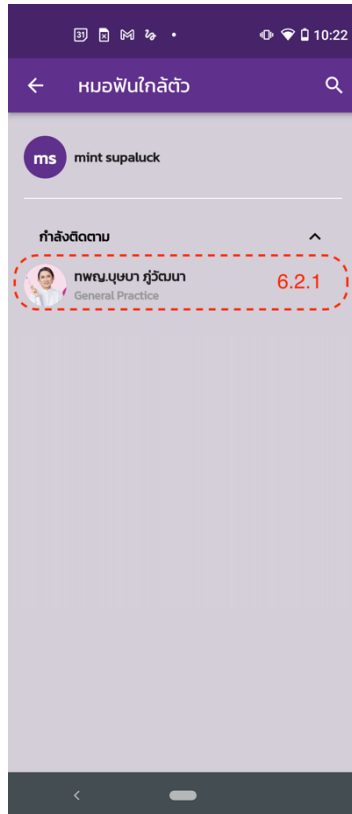 31
10:22
หมอฟันใกล้ตัว
ms
mint supaluck
กำลังติดตาม
ทพญ.บุษบา ภู่วัฒนา
6.2.1
General Practice